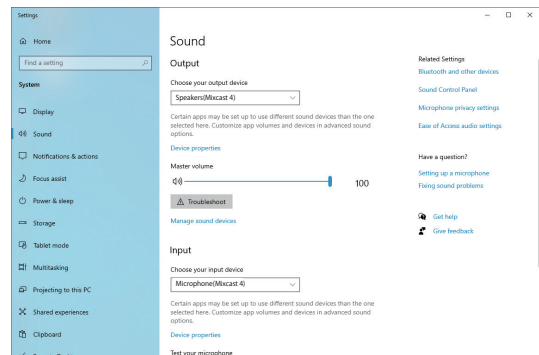 Settings
Home
Find a setting
System
Display
Sound
Notifications & actions
Focus assist
Power & sleep
Storage
Tablet mode
Multitasking
Projecting to this PC
Shared experiences
Clipboard
Sound
Output
Choose your output device
Speakers(Mixcast 4)
Certain apps may be set up to use different sound devices than the one
selected here. Customize app volumes and devices in advanced sound
options.
Device properties
Master volume
100
Troubleshoot
Manage sound devices
Input
Choose your input device
Microphone(Mixcast 4)
Certain apps may be set up to use different sound devices than the one
selected here. Customize app volumes and devices in advanced sound
options.
Device properties
Test your microphone
Related Settings
Bluetooth and other devices
Sound Control Panel
Microphone privacy settings
Ease of Access audio settings
Have a question?
Setting up a microphone
Fixing sound problems
Get help
Give feedback